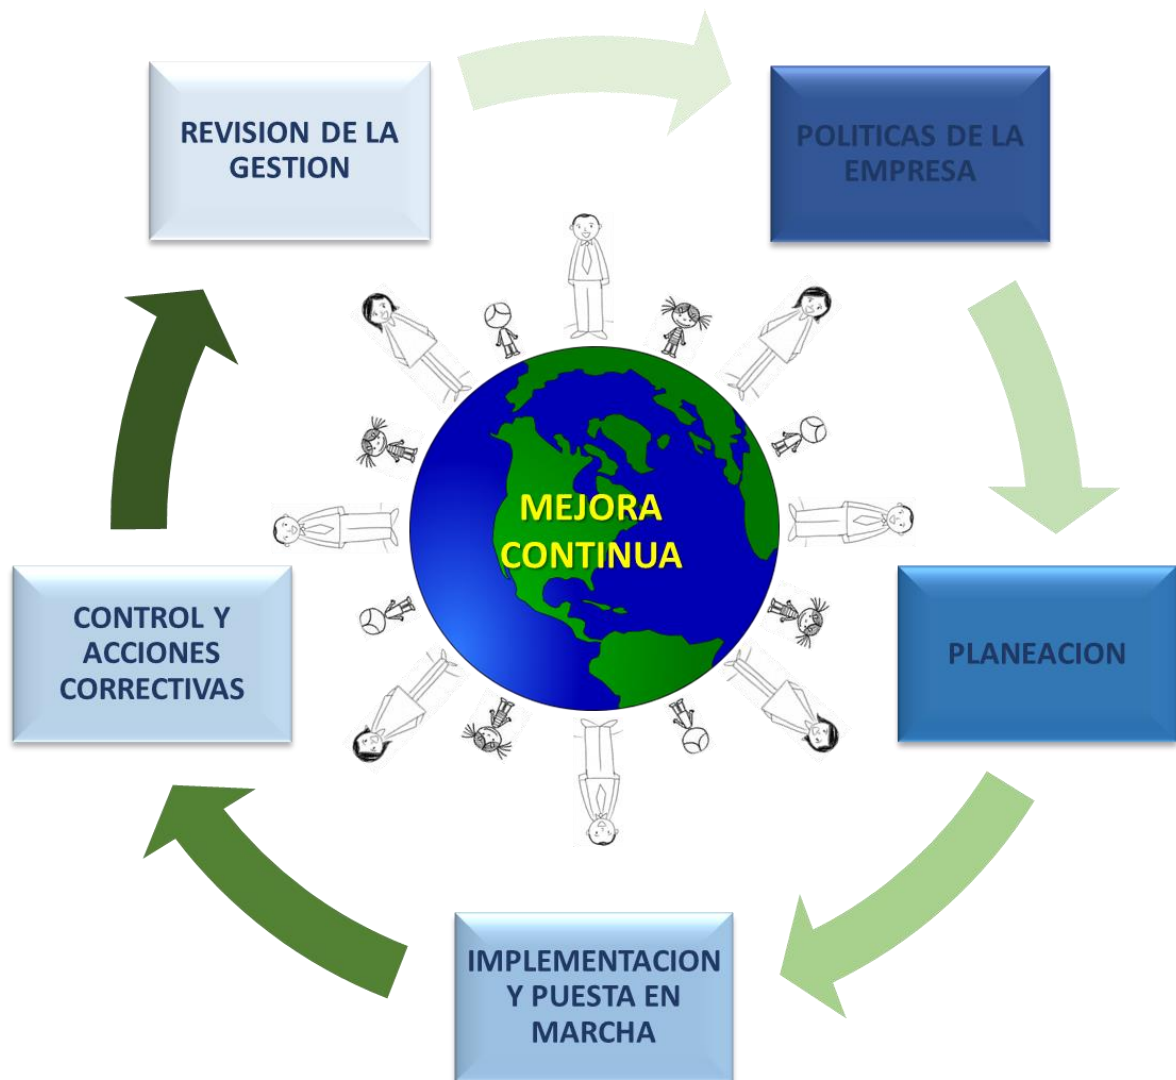 REVISION DE LA
GESTION
POLITICAS DE LA
EMPRESA
MEJORA
CONTINUA
CONTROL Y
ACCIONES
CORRECTIVAS
PLANEACION
IMPLEMENTACION
Y PUESTA EN
MARCHA